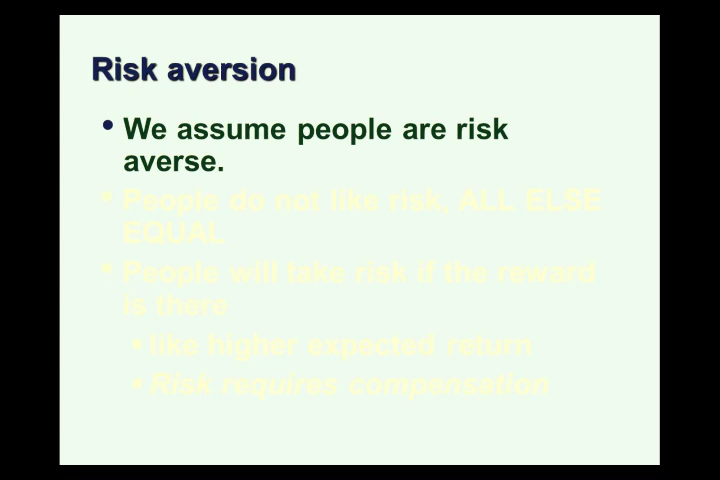 Risk aversion
• We assume people are risk
averse.
• People do not like risk, ALL ELSE
EQUAL
• People will take risk if the reward
is there
• like higher expected return
• Risk requires compensation